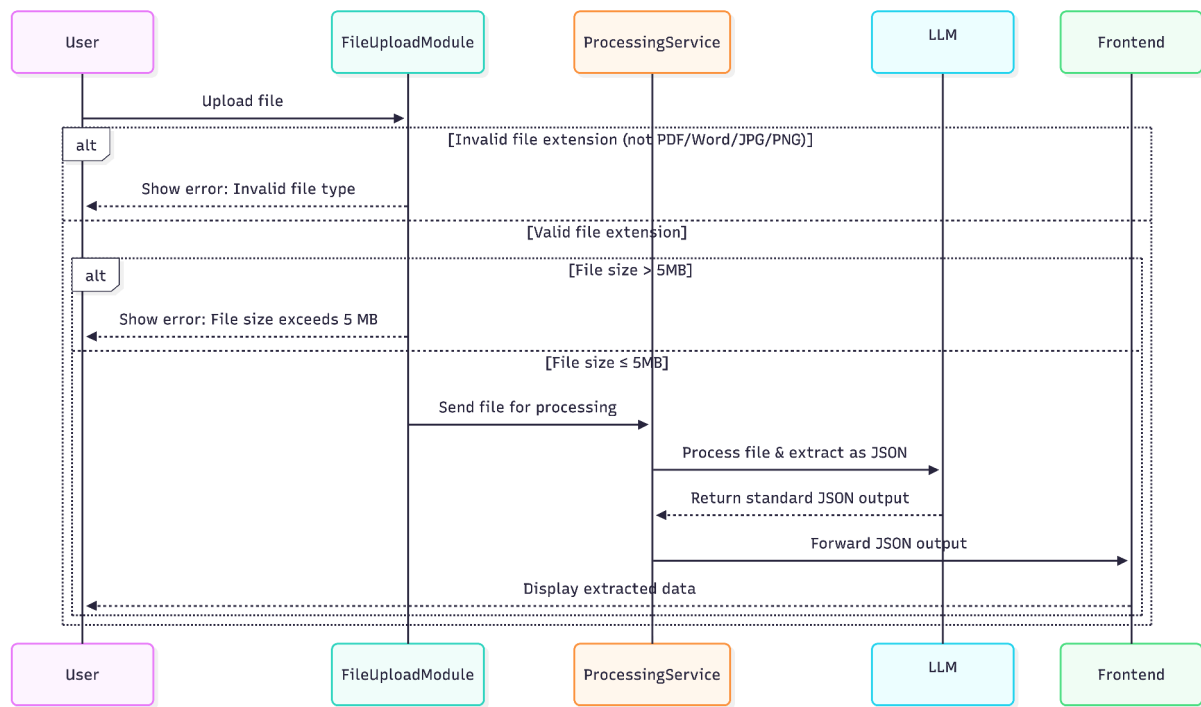 User
FileUploadModule
ProcessingService
LLM
Frontend
Upload file
alt
[Invalid file extension (not PDF/Word/JPG/PNG)]
Show error: Invalid file type
[Valid file extension]
alt
[File size > 5MB]
Show error: File size exceeds 5 MB
[File size ≤ 5MB]
Send file for processing
Process file & extract as JSON
Return standard JSON output
Forward JSON output
Display extracted data
User
FileUploadModule
ProcessingService
LLM
Frontend